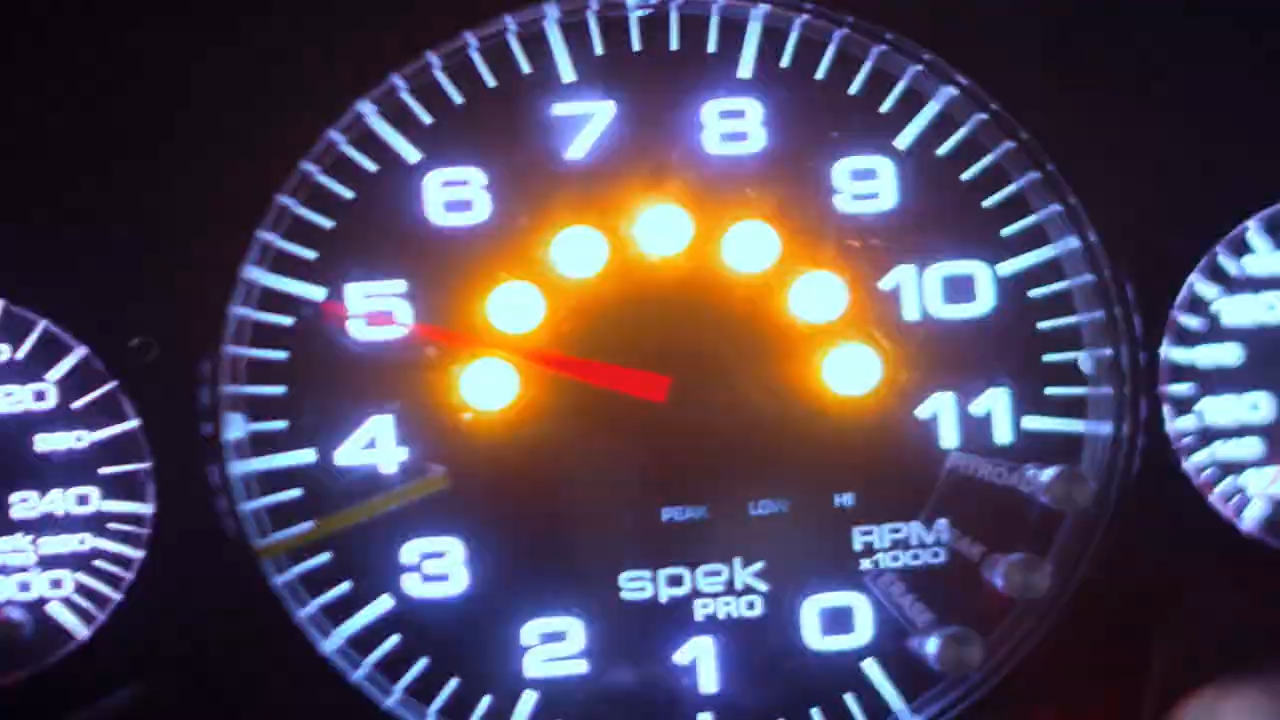 7 8
6 9
5 10
4 11
3
2 1 0
PEAK LOW HI
RPM
x1000
spek
PRO
ERASE
240